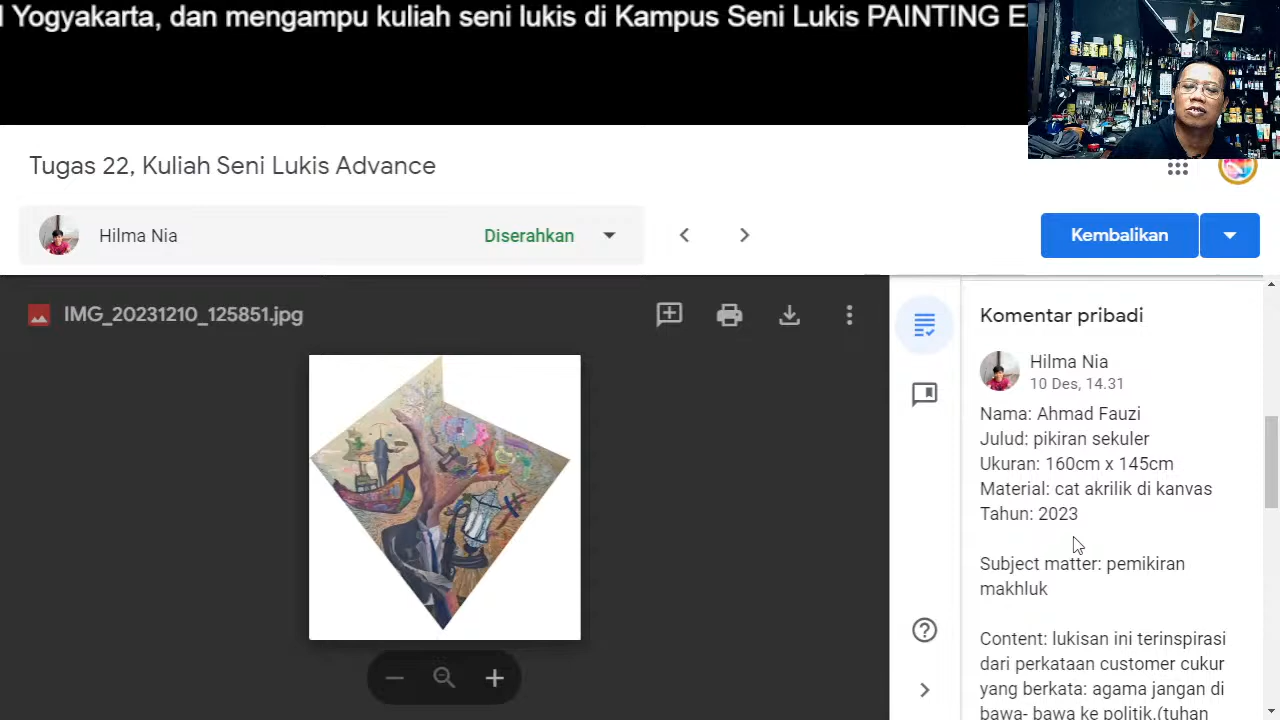 Yogyakarta, dan mengampu kuliah seni lukis di Kampus Seni Lukis PAINTING
Tugas 22, Kuliah Seni Lukis Advance
Hilma Nia
Diserahkan
Kembalikan
IMG_20231210_125851.jpg
Komentar pribadi
Hilma Nia
10 Des, 14.31
Nama: Ahmad Fauzi
Julud: pikiran sekuler
Ukuran: 160cm x 145cm
Material: cat akrilik di kanvas
Tahun: 2023
Subject matter: pemikiran
makhluk
Content: lukisan ini terinspirasi
dari perkataan customer cukur
yang berkata: agama jangan di
bawa- bawa ke politik.(tuhan